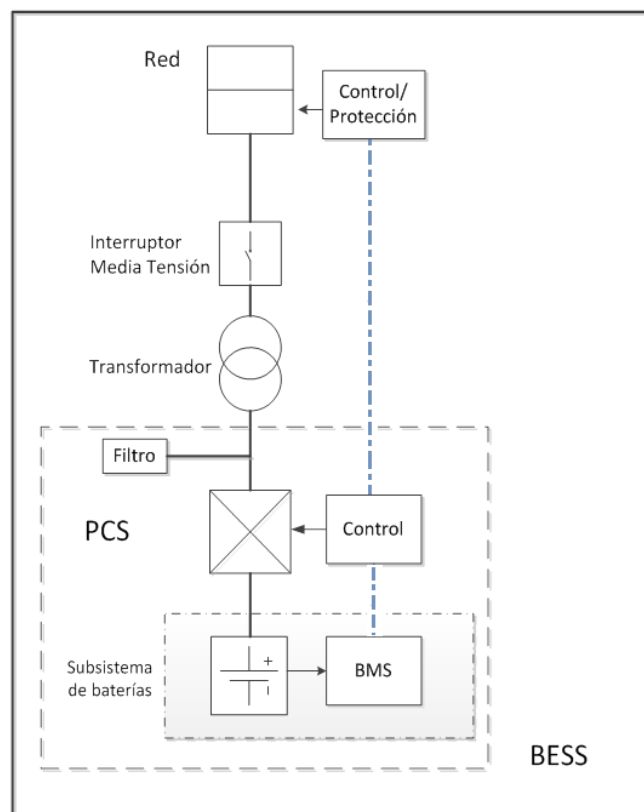 Red
Control/
Protección
Interruptor
Media Tensión
Transformador
Filtro
PCS
Control
Subsistema
de baterías
+
-
BMS
BESS